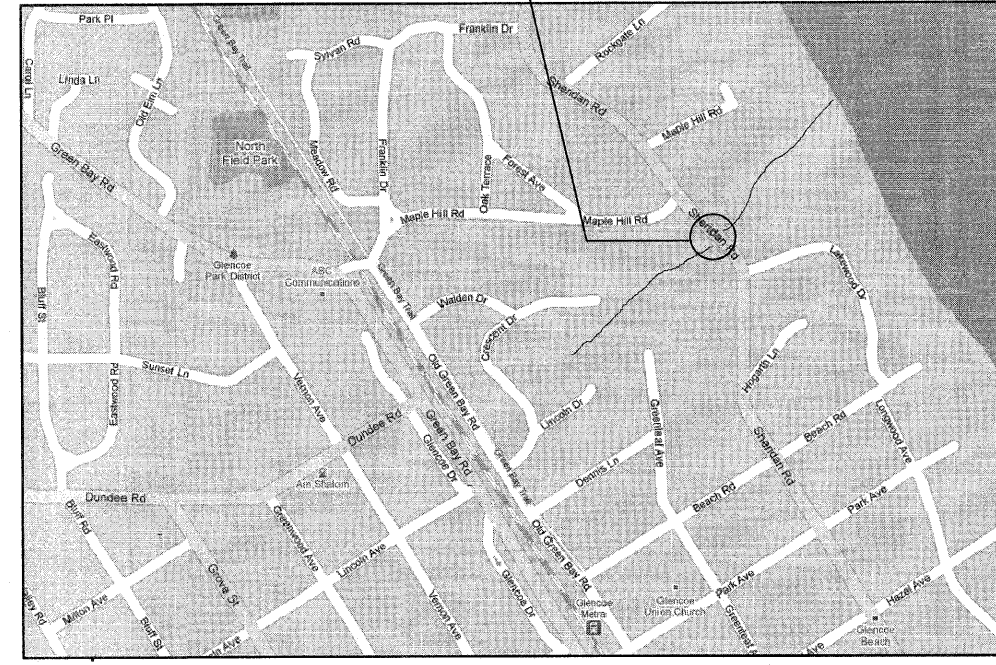 Park Pl
Green Bay Trail
Sylvan Rd
Franklin Dr
Rockgate Ln
Carol Ln
Linda Ln
Old Elm Ln
Sheridan Rd
Maple Hill Rd
North
Field Park
Green Bay Rd
Meadow Rd
Franklin Dr
Oak Terrace
Forest Ave
Maple Hill Rd
Maple Hill Rd
Sheridan Rd
Eastwood Rd
Glencoe
Park District
ABC
Communications
Green Bay Trail
Lakewood Dr
Bluff St
Walden Dr
Crescent Dr
Sunset Ln
Eastwood Rd
Vernon Ave
Old Green Bay Rd
Hogarth Ln
Dundee Rd
Green Bay Rd
Glencoe Dr
Lincoln Dr
Greenleaf Ave
Beach Rd
Longwood Ave
Sheridan Rd
Am Shalom
Green Bay Trail
Dennis Ln
Dundee Rd
Beach Rd
Park Ave
Bluff Rd
Greenwood Ave
Lincoln Ave
Old Green Bay Rd
Grove St
Glencoe Dr
Park Ave
Hazel Ave
Milton Ave
Vernon Ave
Glencoe
Metra
Glencoe
Union Church
Greenleaf A
Glencoe
Beach
lley Rd
Bluff St
Ave
Ave